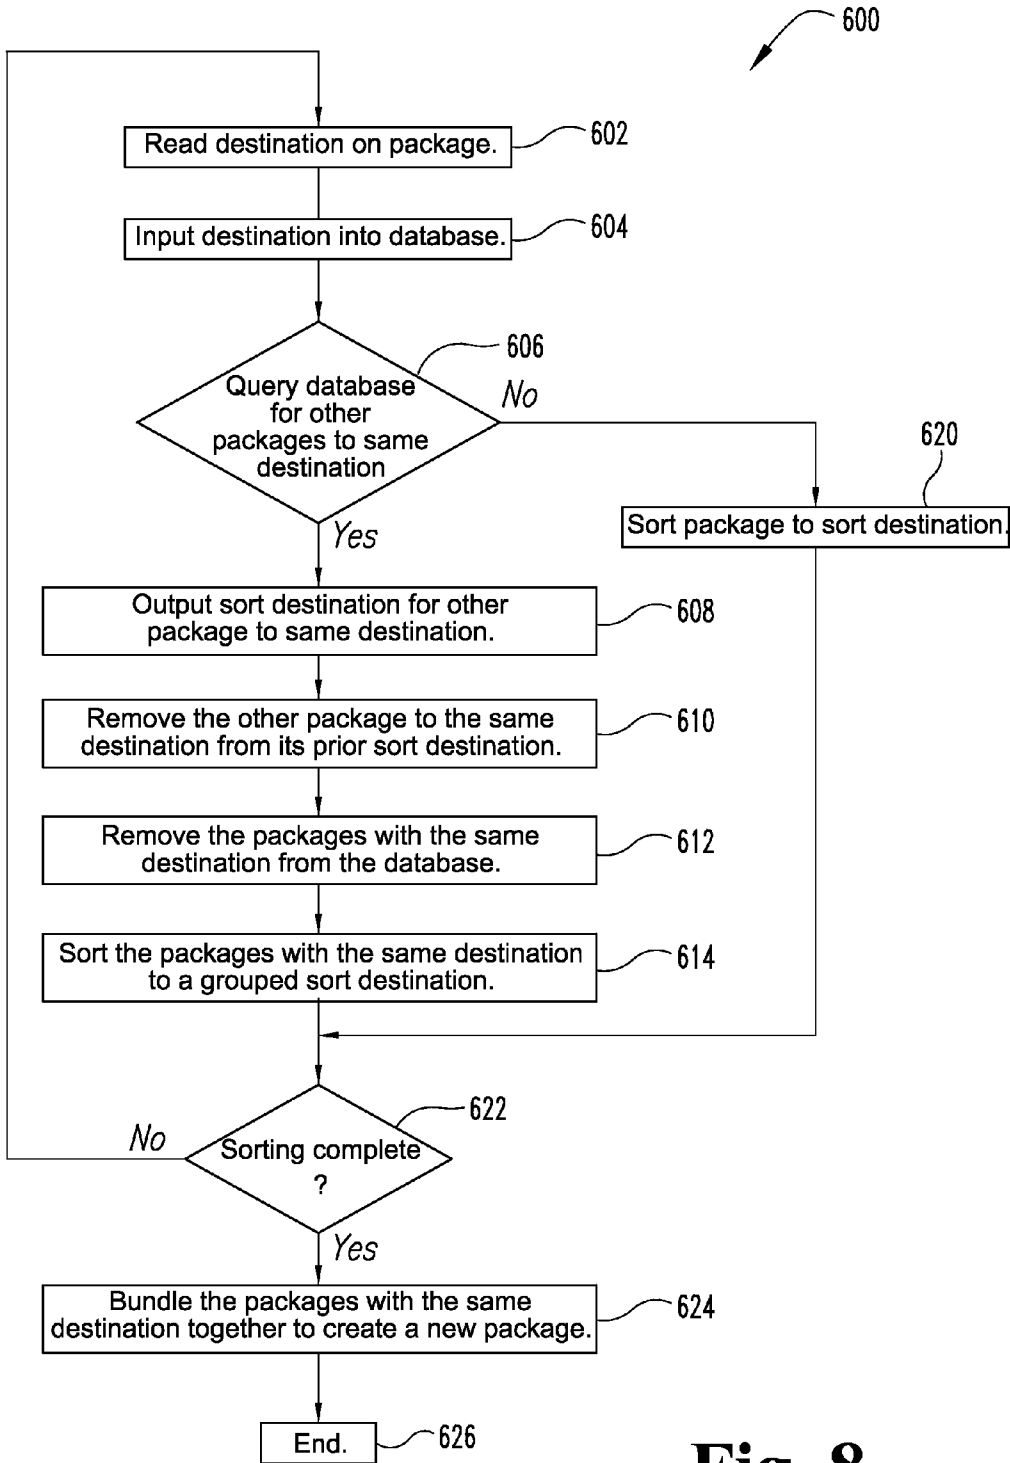 600
Read destination on package.
602
Input destination into database.
604
606
Query database
for other
packages to same
destination
No
Yes
620
Sort package to sort destination.
Output sort destination for other
package to same destination.
608
Remove the other package to the same
destination from its prior sort destination.
610
Remove the packages with the same
destination from the database.
612
Sort the packages with the same destination
to a grouped sort destination.
614
622
No
Sorting complete
?
Yes
Bundle the packages with the same
destination together to create a new package.
624
End.
626
Fig. 8